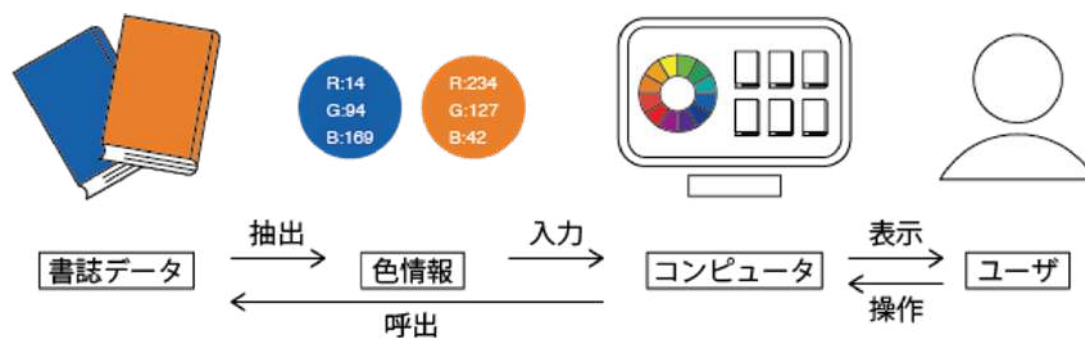 R:14
G:94
B:169
R:234
G:127
B:42
抽出
入力
表示
書誌データ
色情報
コンピュータ
ユーザ
呼出
操作